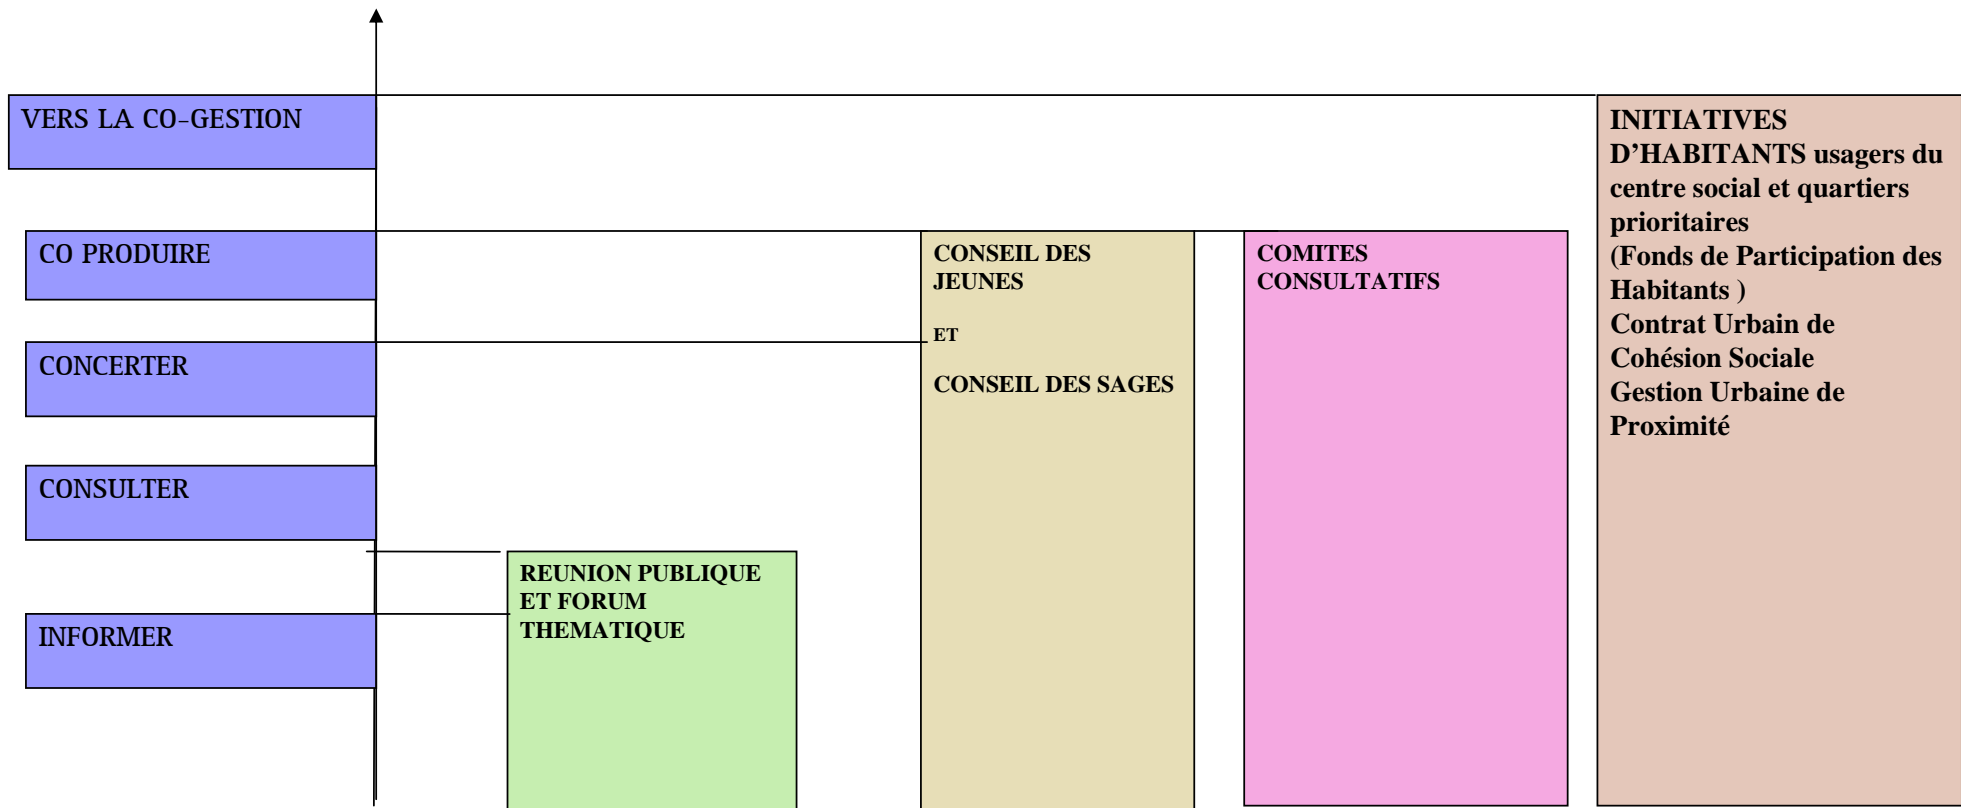 VERS LA CO-GESTION
CO PRODUIRE
CONCERTER
CONSULTER
INFORMER
REUNION PUBLIQUE
ET FORUM
THEMATIQUE
CONSEIL DES
JEUNES
ET
CONSEIL DES SAGES
COMITES
CONSULTATIFS
INITIATIVES
D’HABITANTS usagers du
centre social et quartiers
prioritaires
(Fonds de Participation des
Habitants )
Contrat Urbain de
Cohésion Sociale
Gestion Urbaine de
Proximité